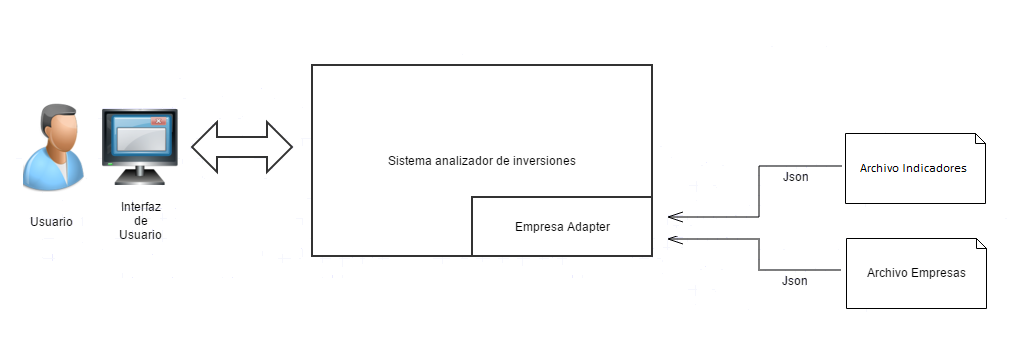 Usuario
Interfaz
de
Usuario
Sistema analizador de inversiones
Empresa Adapter
Json
Archivo Indicadores
Json
Archivo Empresas